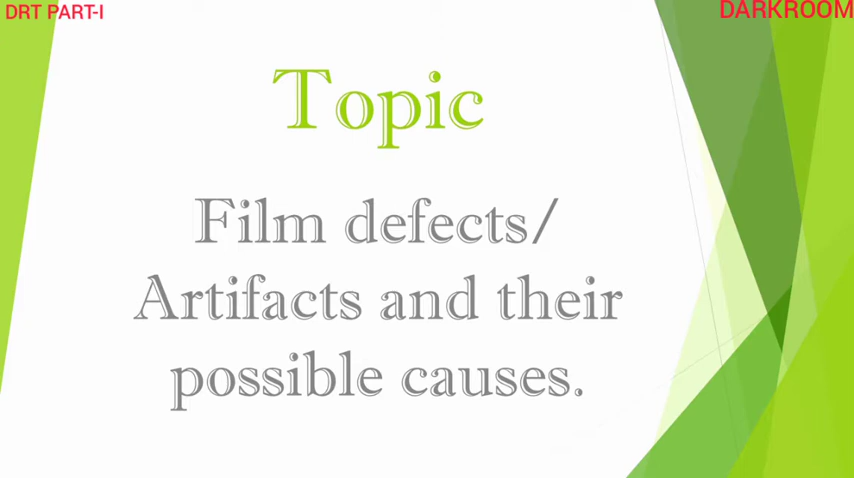 DRT PART-I
DARKROOM
Topic
Film defects/
Artifacts and their
possible causes.